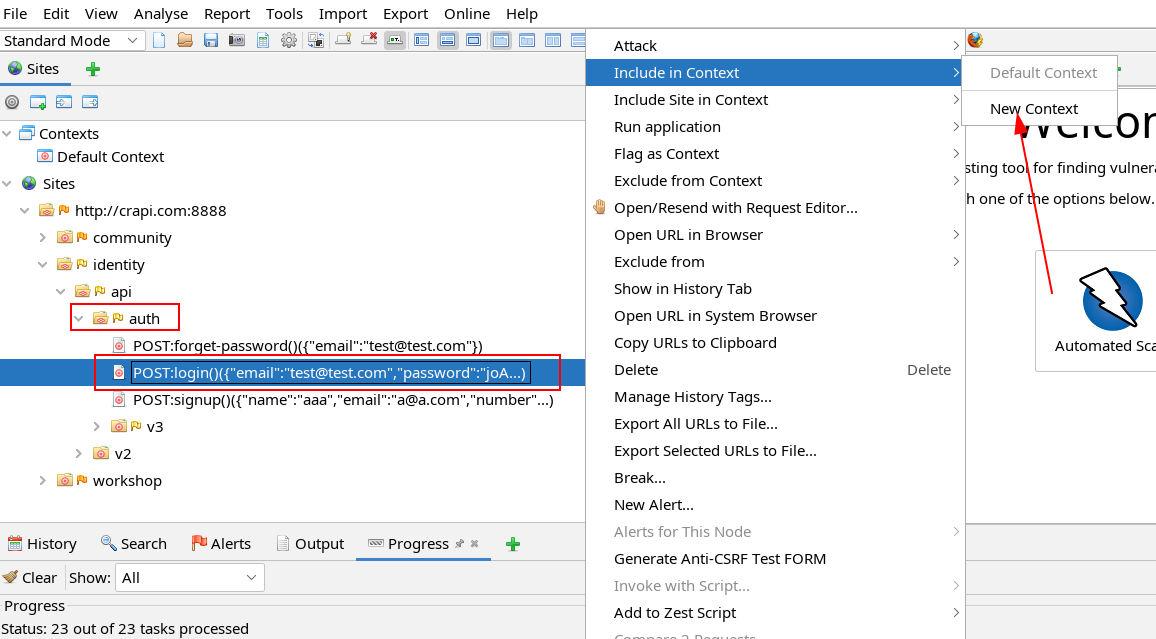 File Edit View Analyse Report Tools Import Export Online Help
Standard Mode
Sites
Contexts
Default Context
Sites
http://crapi.com:8888
community
identity
api
auth
POST:forget-password()({"email":"test@test.com"})
POST:login()({"email":"test@test.com","password":"joA...)
POST:signup()({"name":"aaa","email":"a@a.com","number"...)
v3
v2
workshop
History Search Alerts Output Progress
Clear Show: All
Progress
Status: 23 out of 23 tasks processed
Attack
Include in Context
Include Site in Context
Run application
Flag as Context
Exclude from Context
Open/Resend with Request Editor...
Open URL in Browser
Exclude from
Show in History Tab
Open URL in System Browser
Copy URLs to Clipboard
Delete Delete
Manage History Tags...
Export All URLs to File...
Export Selected URLs to File...
Break...
New Alert...
Alerts for This Node
Generate Anti-CSRF Test FORM
Invoke with Script...
Add to Zest Script
Compare 2 Requests
Default Context
New Context
Welcon
sting tool for finding vulnera
h one of the options below.
Automated Sca